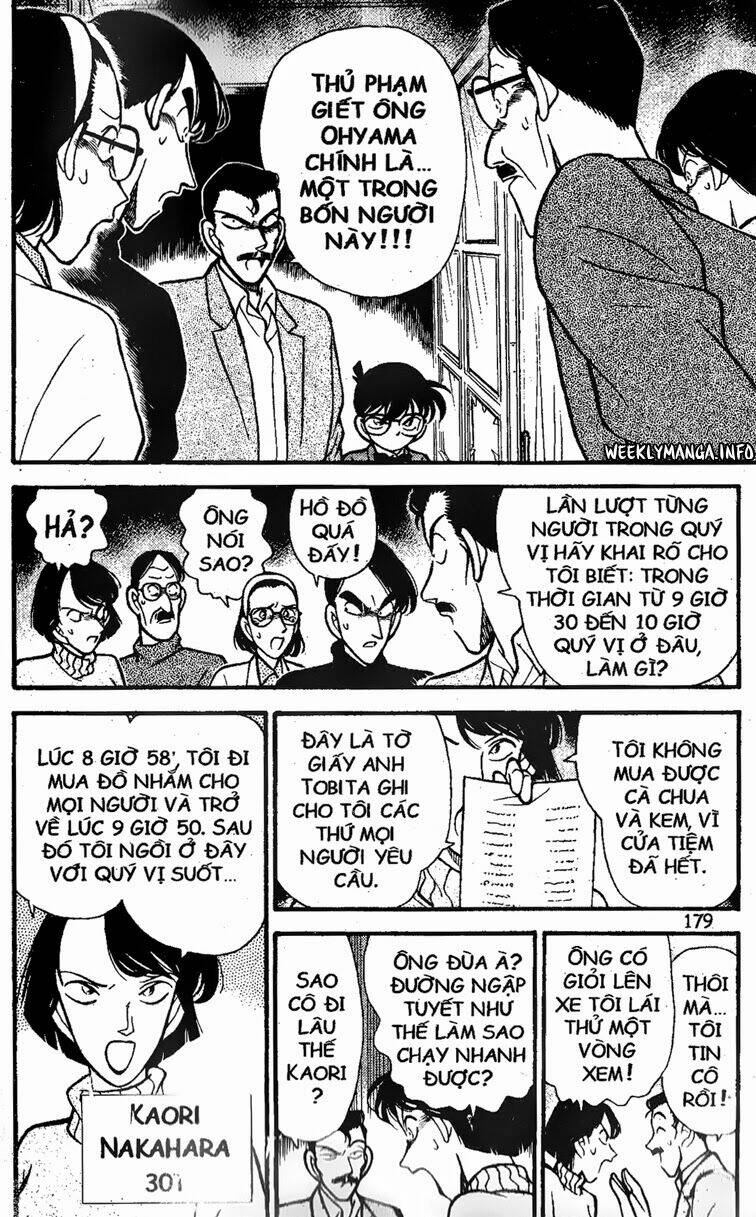 THỦ PHẠM
GIẾT ÔNG
OHYAMA
CHÍNH LÀ...
MỘT TRONG
BỐN NGƯỜI
NÀY!!!
WEEKLYMANGA.INFO
HẢ?
ÔNG
NÓI
SAO?
HỒ ĐỒ
QUÁ
ĐẤY!
LẦN LƯỢT TỪNG
NGƯỜI TRONG QUÝ
VỊ HÃY KHAI RÕ CHO
TÔI BIẾT: TRONG
THỜI GIAN TỪ 9 GIỜ
30 ĐẾN 10 GIỜ
QUÝ VỊ Ở ĐÂU,
LÀM GÌ?
LÚC 8 GIỜ 58', TÔI ĐI
MUA ĐỒ NHẮM CHO
MỌI NGƯỜI VÀ TRỞ
VỀ LÚC 9 GIỜ 50. SAU
ĐÓ TÔI NGỒI Ở ĐÂY
VỚI QUÝ VỊ SUỐT...
KAORI
NAKAHARA
301
ĐÂY LÀ TỜ
GIẤY ANH
TOBITA GHI
CHO TÔI CÁC
THỨ MỌI
NGƯỜI YÊU
CẦU.
TÔI KHÔNG
MUA ĐƯỢC
CÀ CHUA
VÀ KEM, VÌ
CỬA TIỆM
ĐÃ HẾT.
179
SAO
CÔ ĐI
LÂU
THẾ
KAORI
?
ÔNG ĐÙA À?
ĐƯỜNG NGẬP
TUYẾT NHƯ
THẾ LÀM SAO
CHẠY NHANH
ĐƯỢC?
ÔNG CÓ
GIỎI LÊN
XE TÔI LÁI
THỬ MỘT
VÒNG
XEM!
THÔI
MÀ...
TÔI
TIN
CÔ
RỒI!